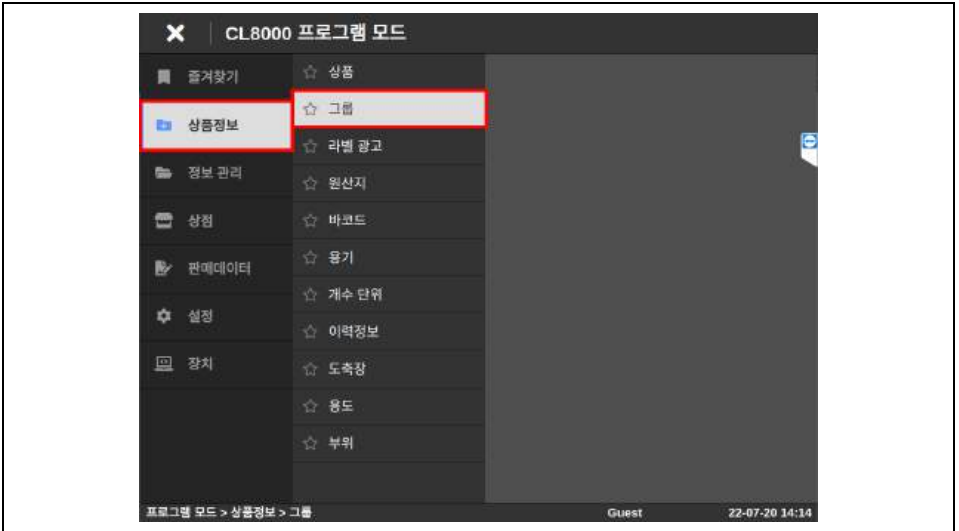 CL8000 프로그램 모드
즐겨찾기
상품정보
정보 관리
상점
판매데이터
설정
장치
상품
그룹
라벨 광고
원산지
바코드
용기
개수 단위
이력정보
도축장
용도
부위
프로그램 모드 > 상품정보 > 그룹
Guest
22-07-20 14:14